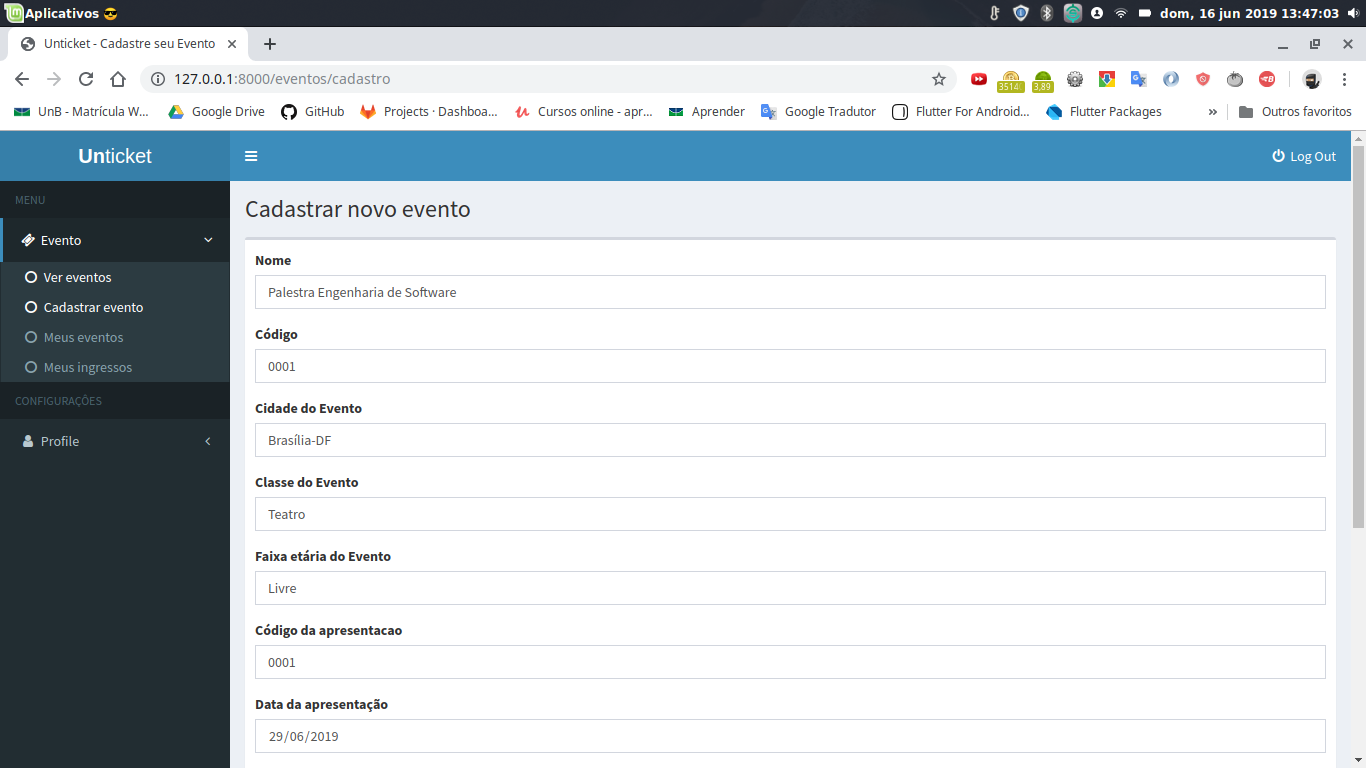 Aplicativos 😎
dom, 16 jun 2019 13:47:03
Unticket - Cadastre seu Evento
127.0.0.1:8000/eventos/cadastro
3514
3,89
UnB - Matrícula W...
Google Drive
GitHub
Projects · Dashboa...
Cursos online - apr...
Aprender
Google Tradutor
Flutter For Android...
Flutter Packages
»
Outros favoritos
Unticket
Log Out
MENU
Evento
Ver eventos
Cadastrar evento
Meus eventos
Meus ingressos
CONFIGURAÇÕES
Profile
Cadastrar novo evento
Nome
Palestra Engenharia de Software
Código
0001
Cidade do Evento
Brasília-DF
Classe do Evento
Teatro
Faixa etária do Evento
Livre
Código da apresentacao
0001
Data da apresentação
29/06/2019